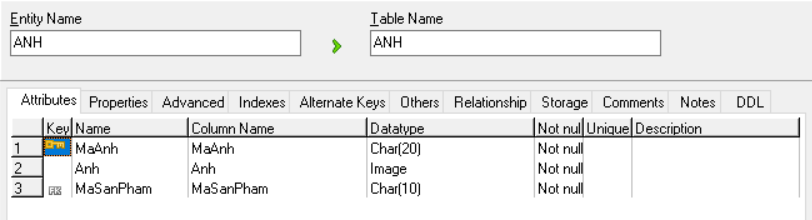 Entity Name Table Name
ANH ANH
Attributes Properties Advanced Indexes Alternate Keys Others Relationship Storage Comments Notes DDL
Key Name Column Name Datatype Not nul Unique Description
1 MaAnh MaAnh Char(20) Not null
2 Anh Anh Image Not null
3 FK MaSanPham MaSanPham Char(10) Not null